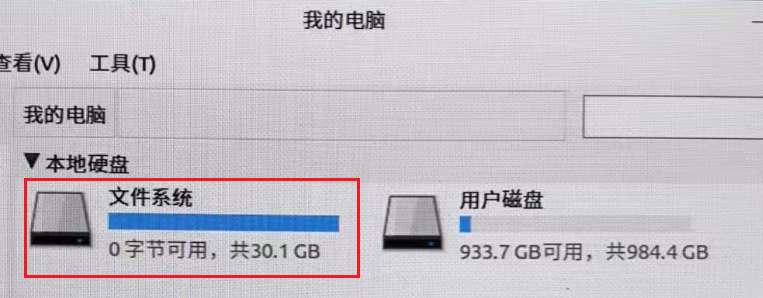 我的电脑
查看(V) 工具(T)
我的电脑
▼本地硬盘
文件系统
0 字节可用，共30.1 GB
用户磁盘
933.7 GB可用，共984.4 GB